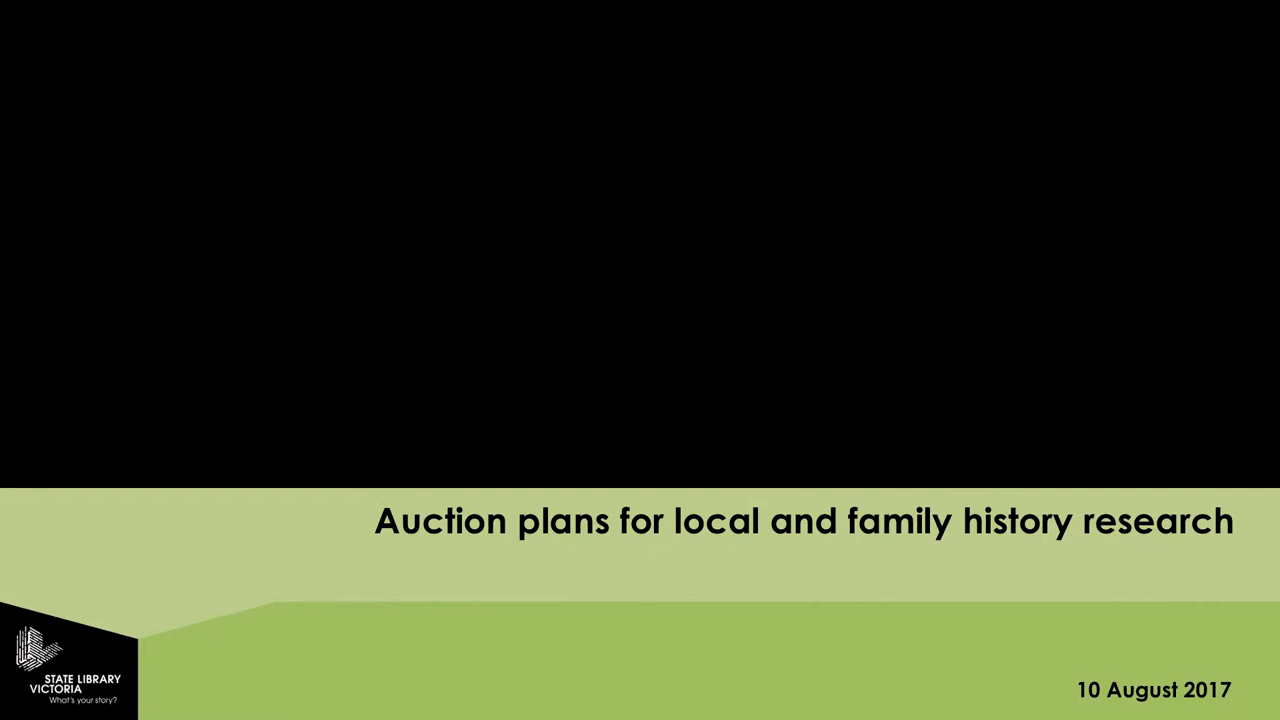 Auction plans for local and family history research
STATE LIBRARY
VICTORIA
What's your story?
10 August 2017